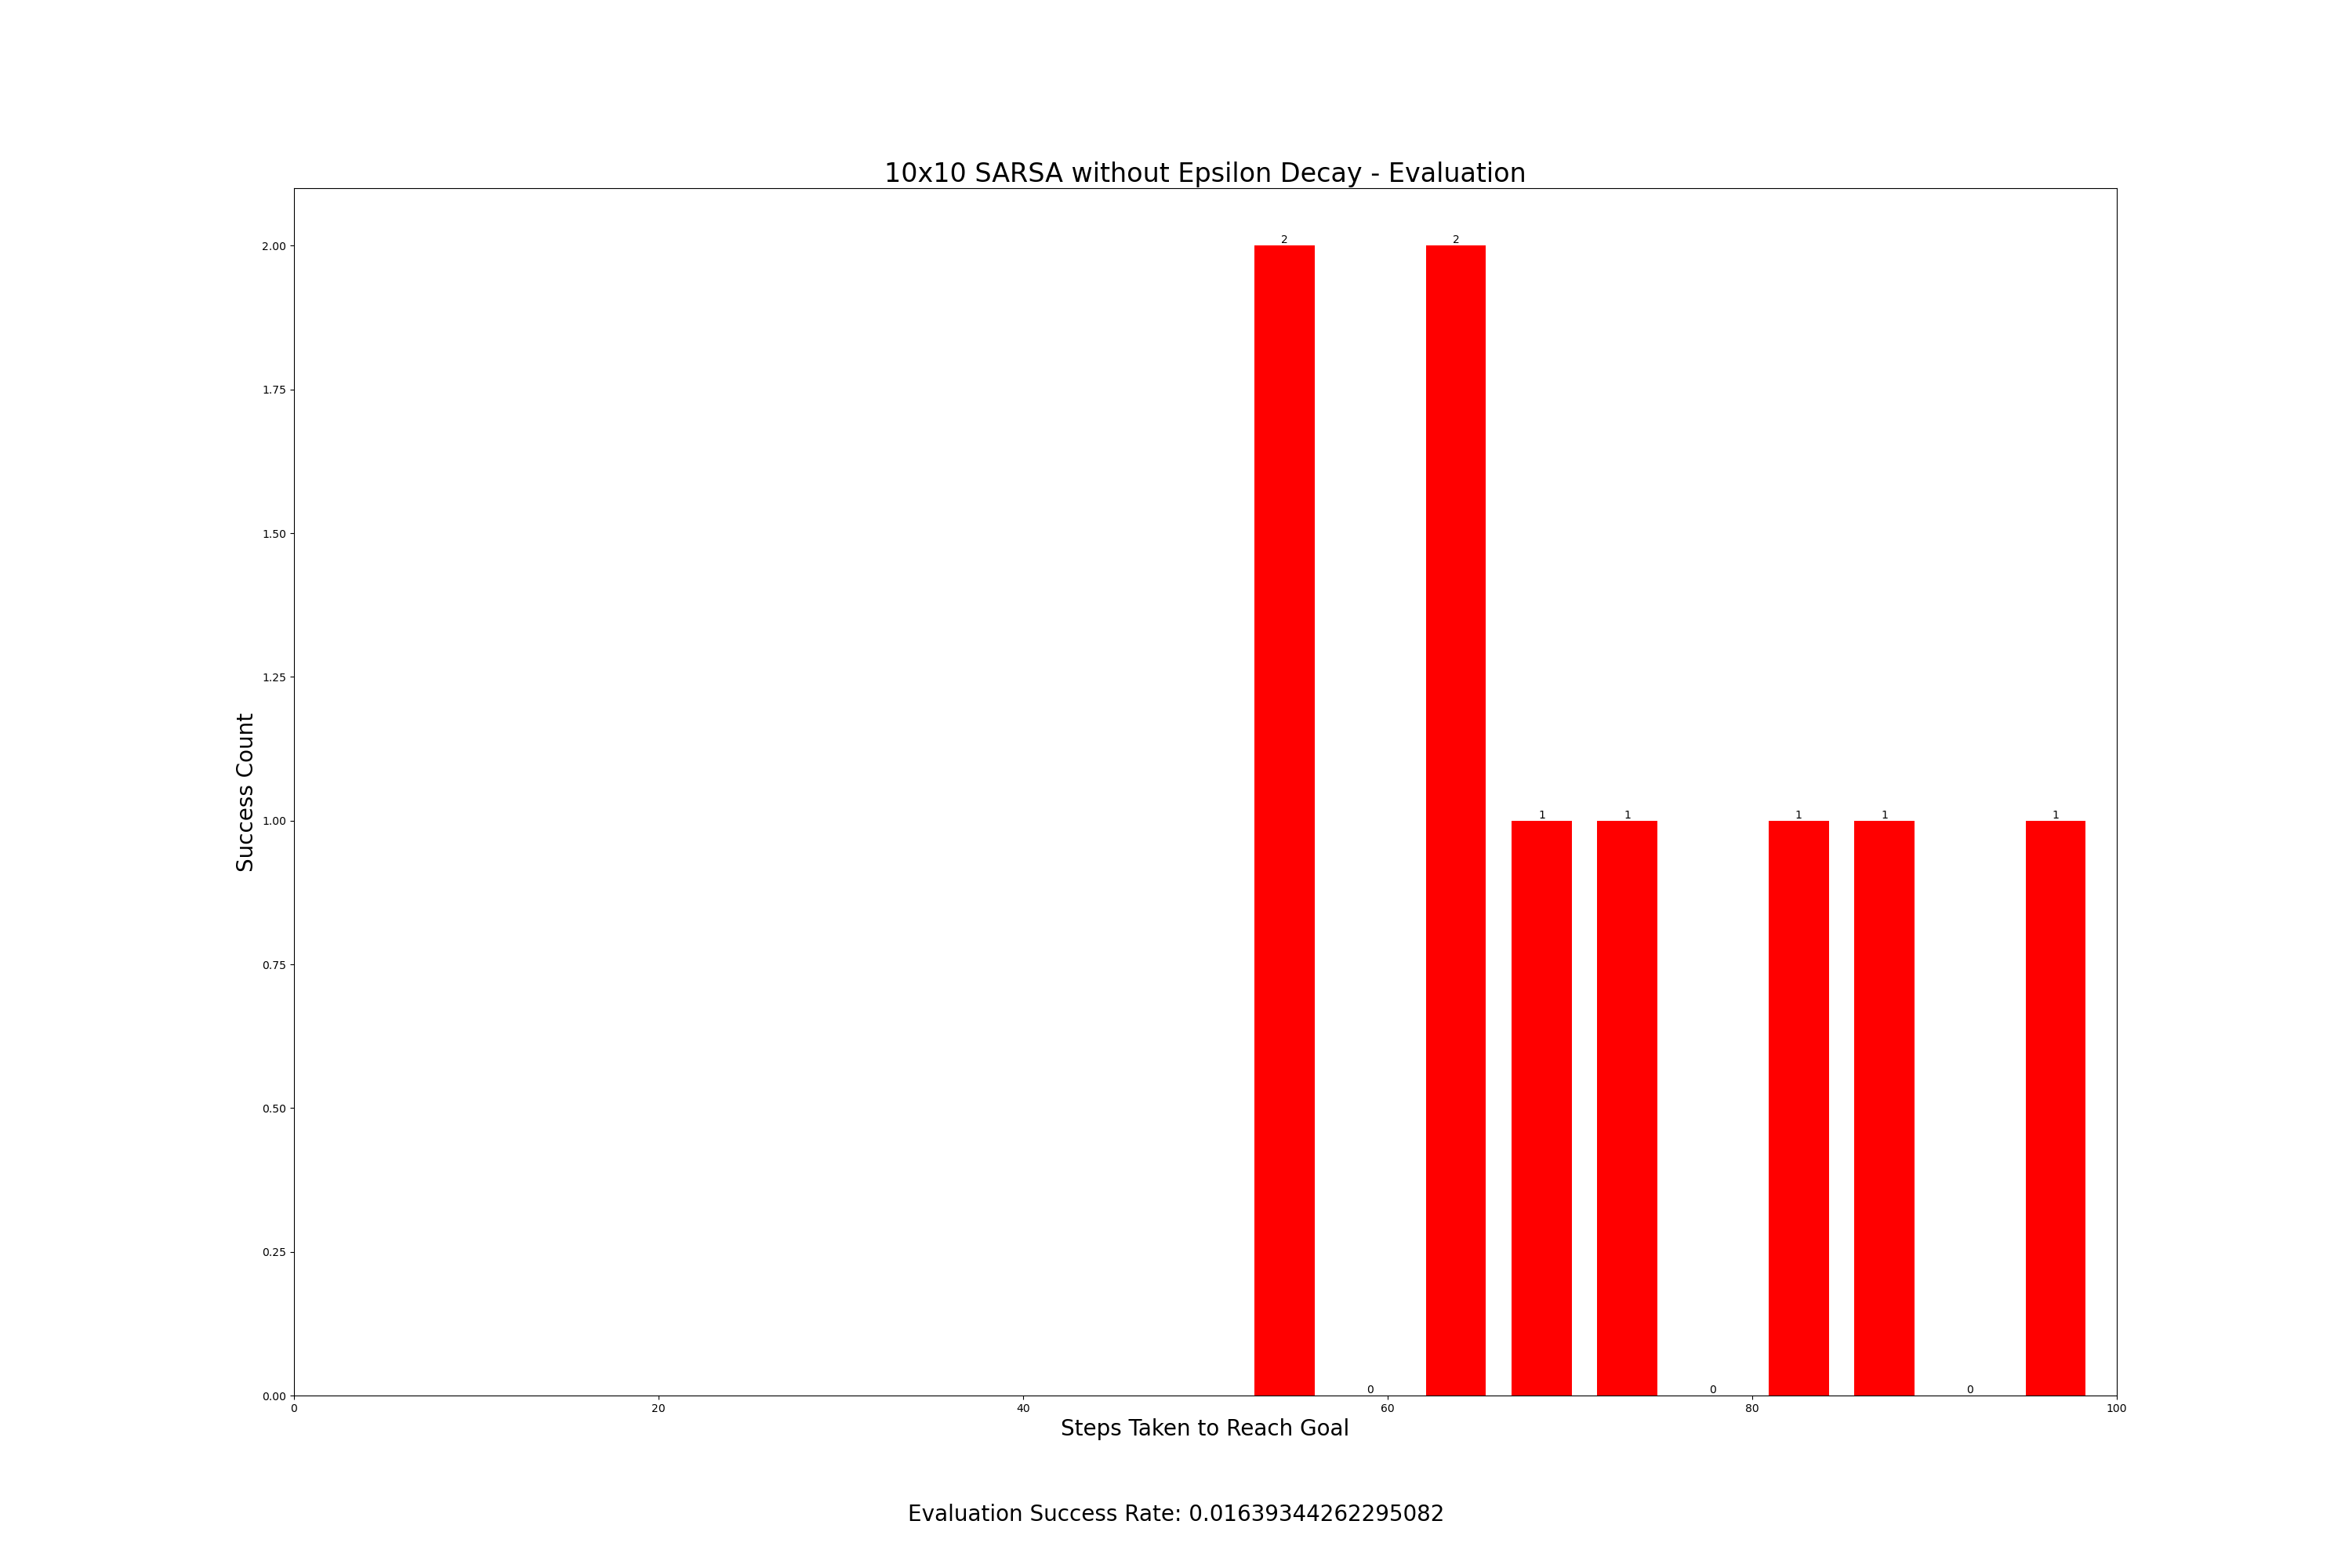 10x10 SARSA without Epsilon Decay - Evaluation
2 2
2.00
1.75
1.50
1.25
Success Count
1 1 1 1 1
1.00
0.75
0.50
0.25
0 0 0
0.00
0 20 40 60 80 100
Steps Taken to Reach Goal
Evaluation Success Rate: 0.01639344262295082